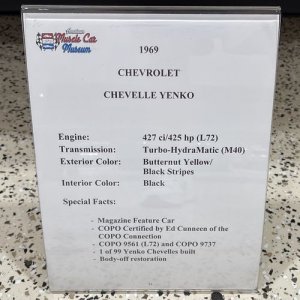 Muscle Car
Museum
1969
CHEVROLET
CHEVELLE YENKO
Engine: 427 ci/425 hp (L72)
Transmission: Turbo-HydraMatic (M40)
Exterior Color: Butternut Yellow/
Black Stripes
Interior Color: Black
Special Facts:
- Magazine Feature Car
- COPO Certified by Ed Cunneen of the
COPO Connection
- COPO 9561 (L72) and COPO 9737
- 1 of 99 Yenko Chevelles built
- Body-off restoration